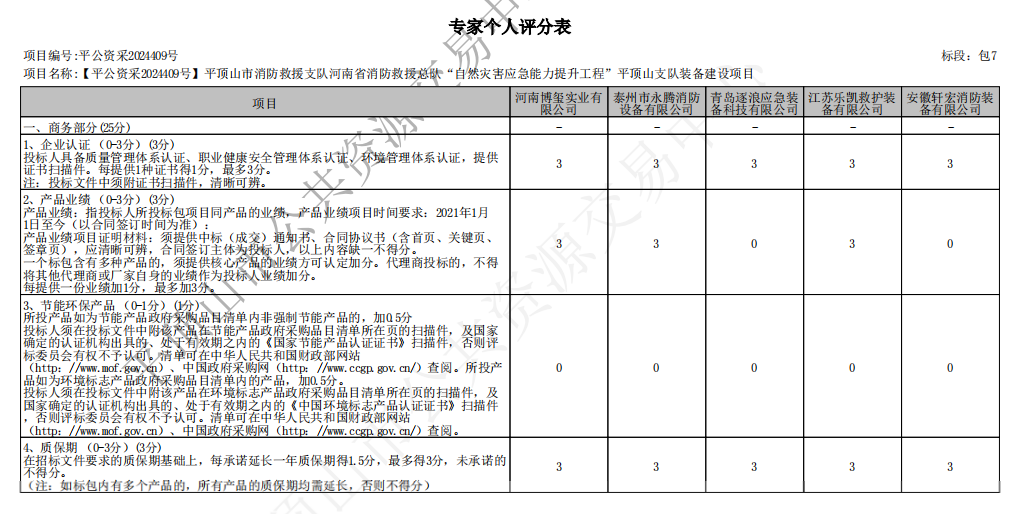 专家个人评分表
项目编号:平公资采2024409号
标段: 包7
项目名称:【平公资采2024409号】平顶山市消防救援支队河南省消防救援总队“自然灾害应急能力提升工程”平顶山支队装备建设项目
项目
河南博玺实业有
限公司
泰州市永腾消防
设备有限公司
青岛逐浪应急装
备科技有限公司
江苏乐凯救护装
备有限公司
安徽轩宏消防装
备有限公司
一、商务部分(25分)
– – – – –
1、企业认证 (0-3分) (3分)
投标人具备质量管理体系认证、职业健康安全管理体系认证、环境管理体系认证, 提供
证书扫描件。每提供1种证书得1分, 最多3分。
注: 投标文件中须附证书扫描件, 清晰可辨。
3 3 3 3 3
2、产品业绩 (0-3分) (3分)
产品业绩: 指投标人所投标包项目同产品的业绩, 产品业绩项目时间要求: 2021年1月
1日至今 (以合同签订时间为准);
产品业绩项目证明材料: 须提供中标 (成交) 通知书、合同协议书 (含首页、关键页、
签章页), 应清晰可辨, 合同签订主体为投标人, 以上内容缺一不得分。
一个标包含有多种产品的, 须提供核心产品的业绩方可认定加分。代理商投标的, 不得
将其他代理商或厂家自身的业绩作为投标人业绩加分。
每提供一份业绩加1分, 最多加3分。
3 3 0 3 0
3、节能环保产品 (0-1分) (1分)
所投产品如为节能产品政府采购品目清单内非强制节能产品的, 加0.5分
投标人须在投标文件中附该产品在节能产品政府采购品目清单所在页的扫描件, 及国家
确定的认证机构出具的、处于有效期之内的《国家节能产品认证证书》扫描件, 否则评
标委员会有权不予认可。清单可在中华人民共和国财政部网站
(http: //www.mof.gov.cn) 、中国政府采购网 (http: //www.ccgp.gov.cn/) 查阅。所投产
品如为环境标志产品政府采购品目清单内的产品, 加0.5分。
投标人须在投标文件中附该产品在环境标志产品政府采购品目清单所在页的扫描件, 及
国家确定的认证机构出具的、处于有效期之内的《中国环境标志产品认证证书》扫描件
, 否则评标委员会有权不予认可。清单可在中华人民共和国财政部网站
(http: //www.mof.gov.cn) 、中国政府采购网 (http: //www.ccgp.gov.cn/) 查阅。
0 0 0 0 0
4、质保期 (0-3分) (3分)
在招标文件要求的质保期基础上, 每承诺延长一年质保期得1.5分, 最多得3分, 未承诺的
不得分。
(注: 如标包内有多个产品的, 所有产品的质保期均需延长, 否则不得分)
3 3 3 3 3